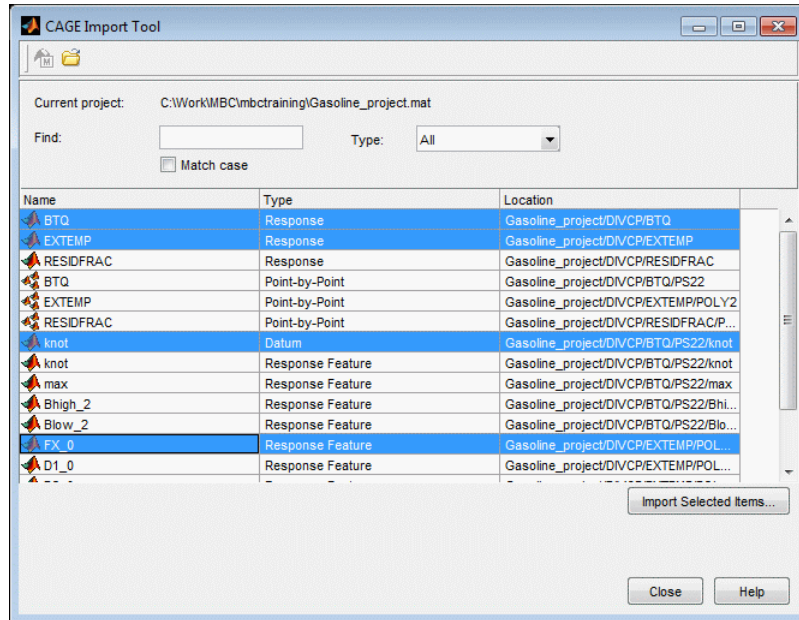 CAGE Import Tool
Current project: C:\Work\MBC\mbctraining\Gasoline_project.mat
Find: Type: All
Match case
Name Type Location
BTQ Response Gasoline_project/DIVCP/BTQ
EXTEMP Response Gasoline_project/DIVCP/EXTEMP
RESIDFRAC Response Gasoline_project/DIVCP/RESIDFRAC
BTQ Point-by-Point Gasoline_project/DIVCP/BTQ/PS22
EXTEMP Point-by-Point Gasoline_project/DIVCP/EXTEMP/POLY2
RESIDFRAC Point-by-Point Gasoline_project/DIVCP/RESIDFRAC/P...
knot Datum Gasoline_project/DIVCP/BTQ/PS22/knot
knot Response Feature Gasoline_project/DIVCP/BTQ/PS22/knot
max Response Feature Gasoline_project/DIVCP/BTQ/PS22/max
Bhigh_2 Response Feature Gasoline_project/DIVCP/BTQ/PS22/Bhi...
Blow_2 Response Feature Gasoline_project/DIVCP/BTQ/PS22/Blo...
FX_0 Response Feature Gasoline_project/DIVCP/EXTEMP/POL...
D1_0 Response Feature Gasoline_project/DIVCP/EXTEMP/POL...
Import Selected Items...
Close Help